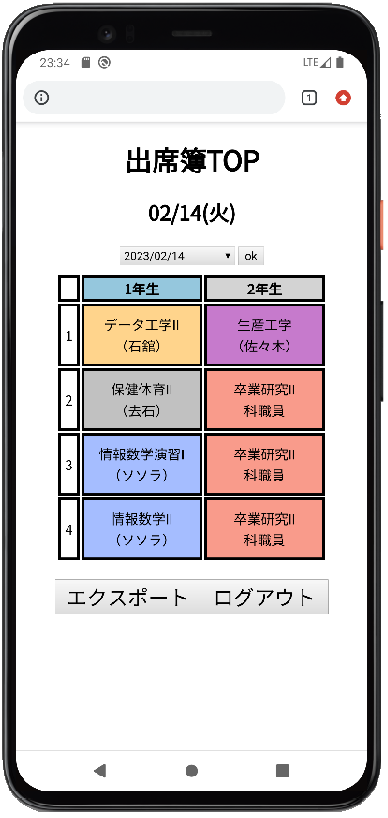 23:34 LTE
1
出席簿TOP
02/14(火)
2023/02/14 ok
1年生 2年生
1 データ工学II 生産工学
（石舘） （佐々木）
2 保健体育II 卒業研究II
（去石） 科職員
3 情報数学演習I 卒業研究II
（ソソラ） 科職員
4 情報数学II 卒業研究II
（ソソラ） 科職員
エクスポート ログアウト